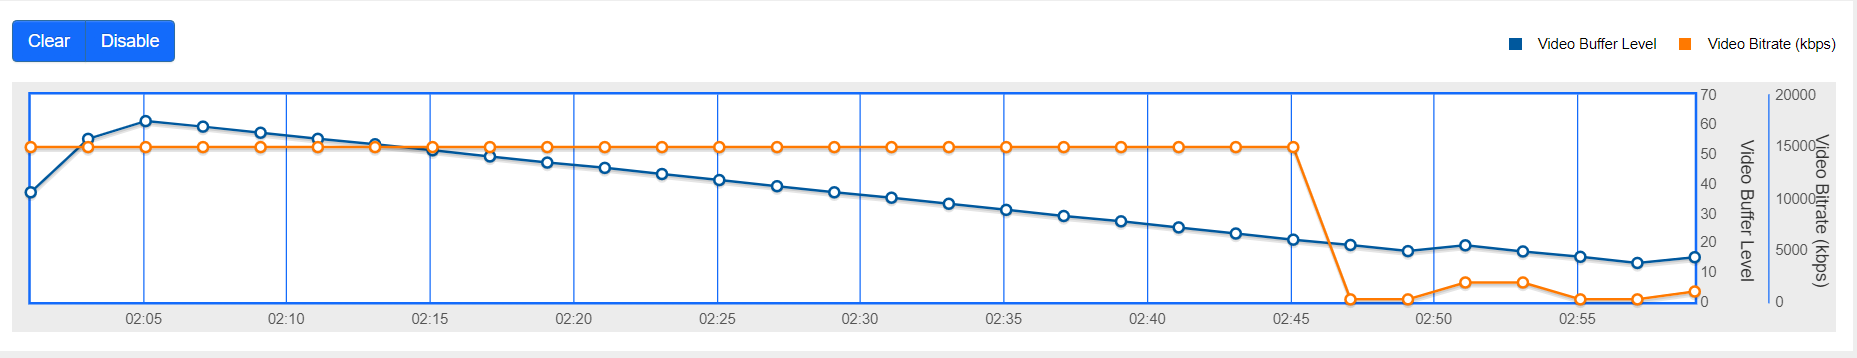 Clear Disable
Video Buffer Level Video Bitrate (kbps)
70 20000
60
50 15000
40
30 10000
20
10 5000
0 0
Video Buffer Level
Video Bitrate (kbps)
02:05 02:10 02:15 02:20 02:25 02:30 02:35 02:40 02:45 02:50 02:55